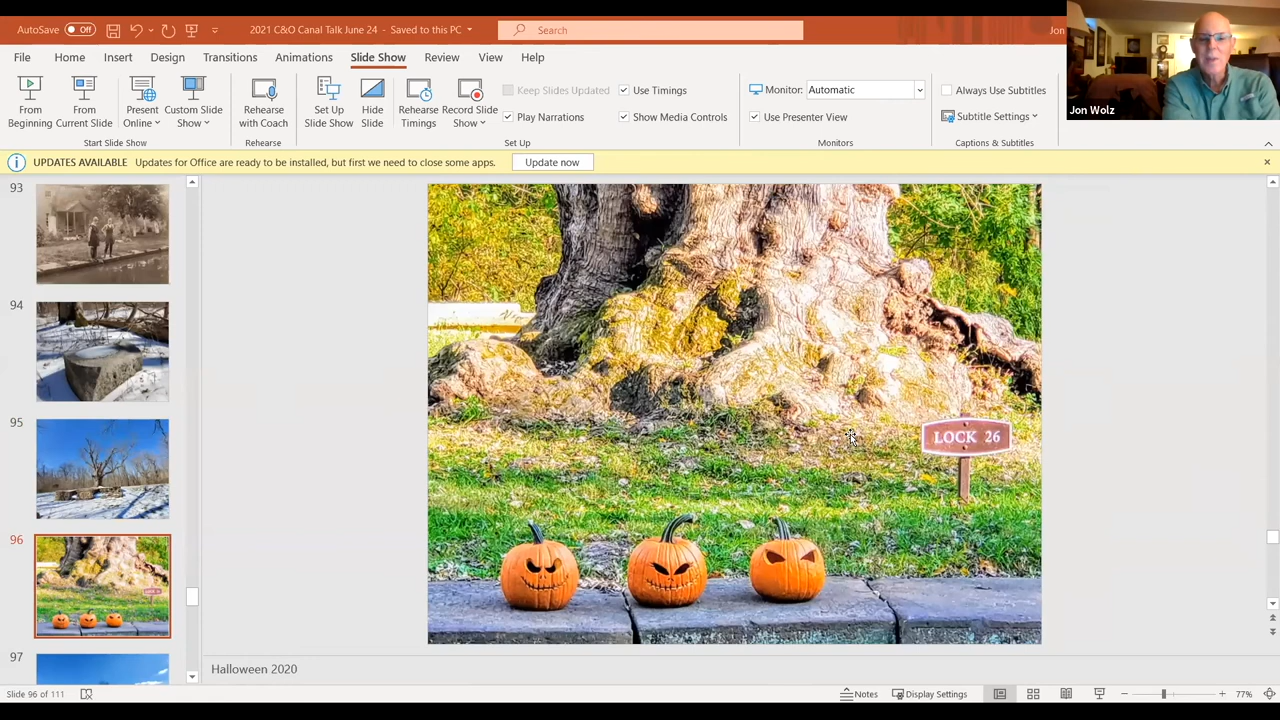 AutoSave Off
2021 C&O Canal Talk June 24 - Saved to this PC
Search
Jon
File Home Insert Design Transitions Animations Slide Show Review View Help
From Beginning
From Current Slide
Present Online
Custom Slide Show
Start Slide Show
Rehearse with Coach
Rehearse
Set Up Slide Show
Hide Slide
Rehearse Timings
Record Slide Show
Keep Slides Updated
Play Narrations
Use Timings
Show Media Controls
Set Up
Monitor: Automatic
Use Presenter View
Monitors
Always Use Subtitles
Subtitle Settings
Captions & Subtitles
Jon Wolz
UPDATES AVAILABLE Updates for Office are ready to be installed, but first we need to close some apps. Update now
93
94
95
96
97
LOCK 26
Halloween 2020
Slide 96 of 111
Notes
Display Settings
77%